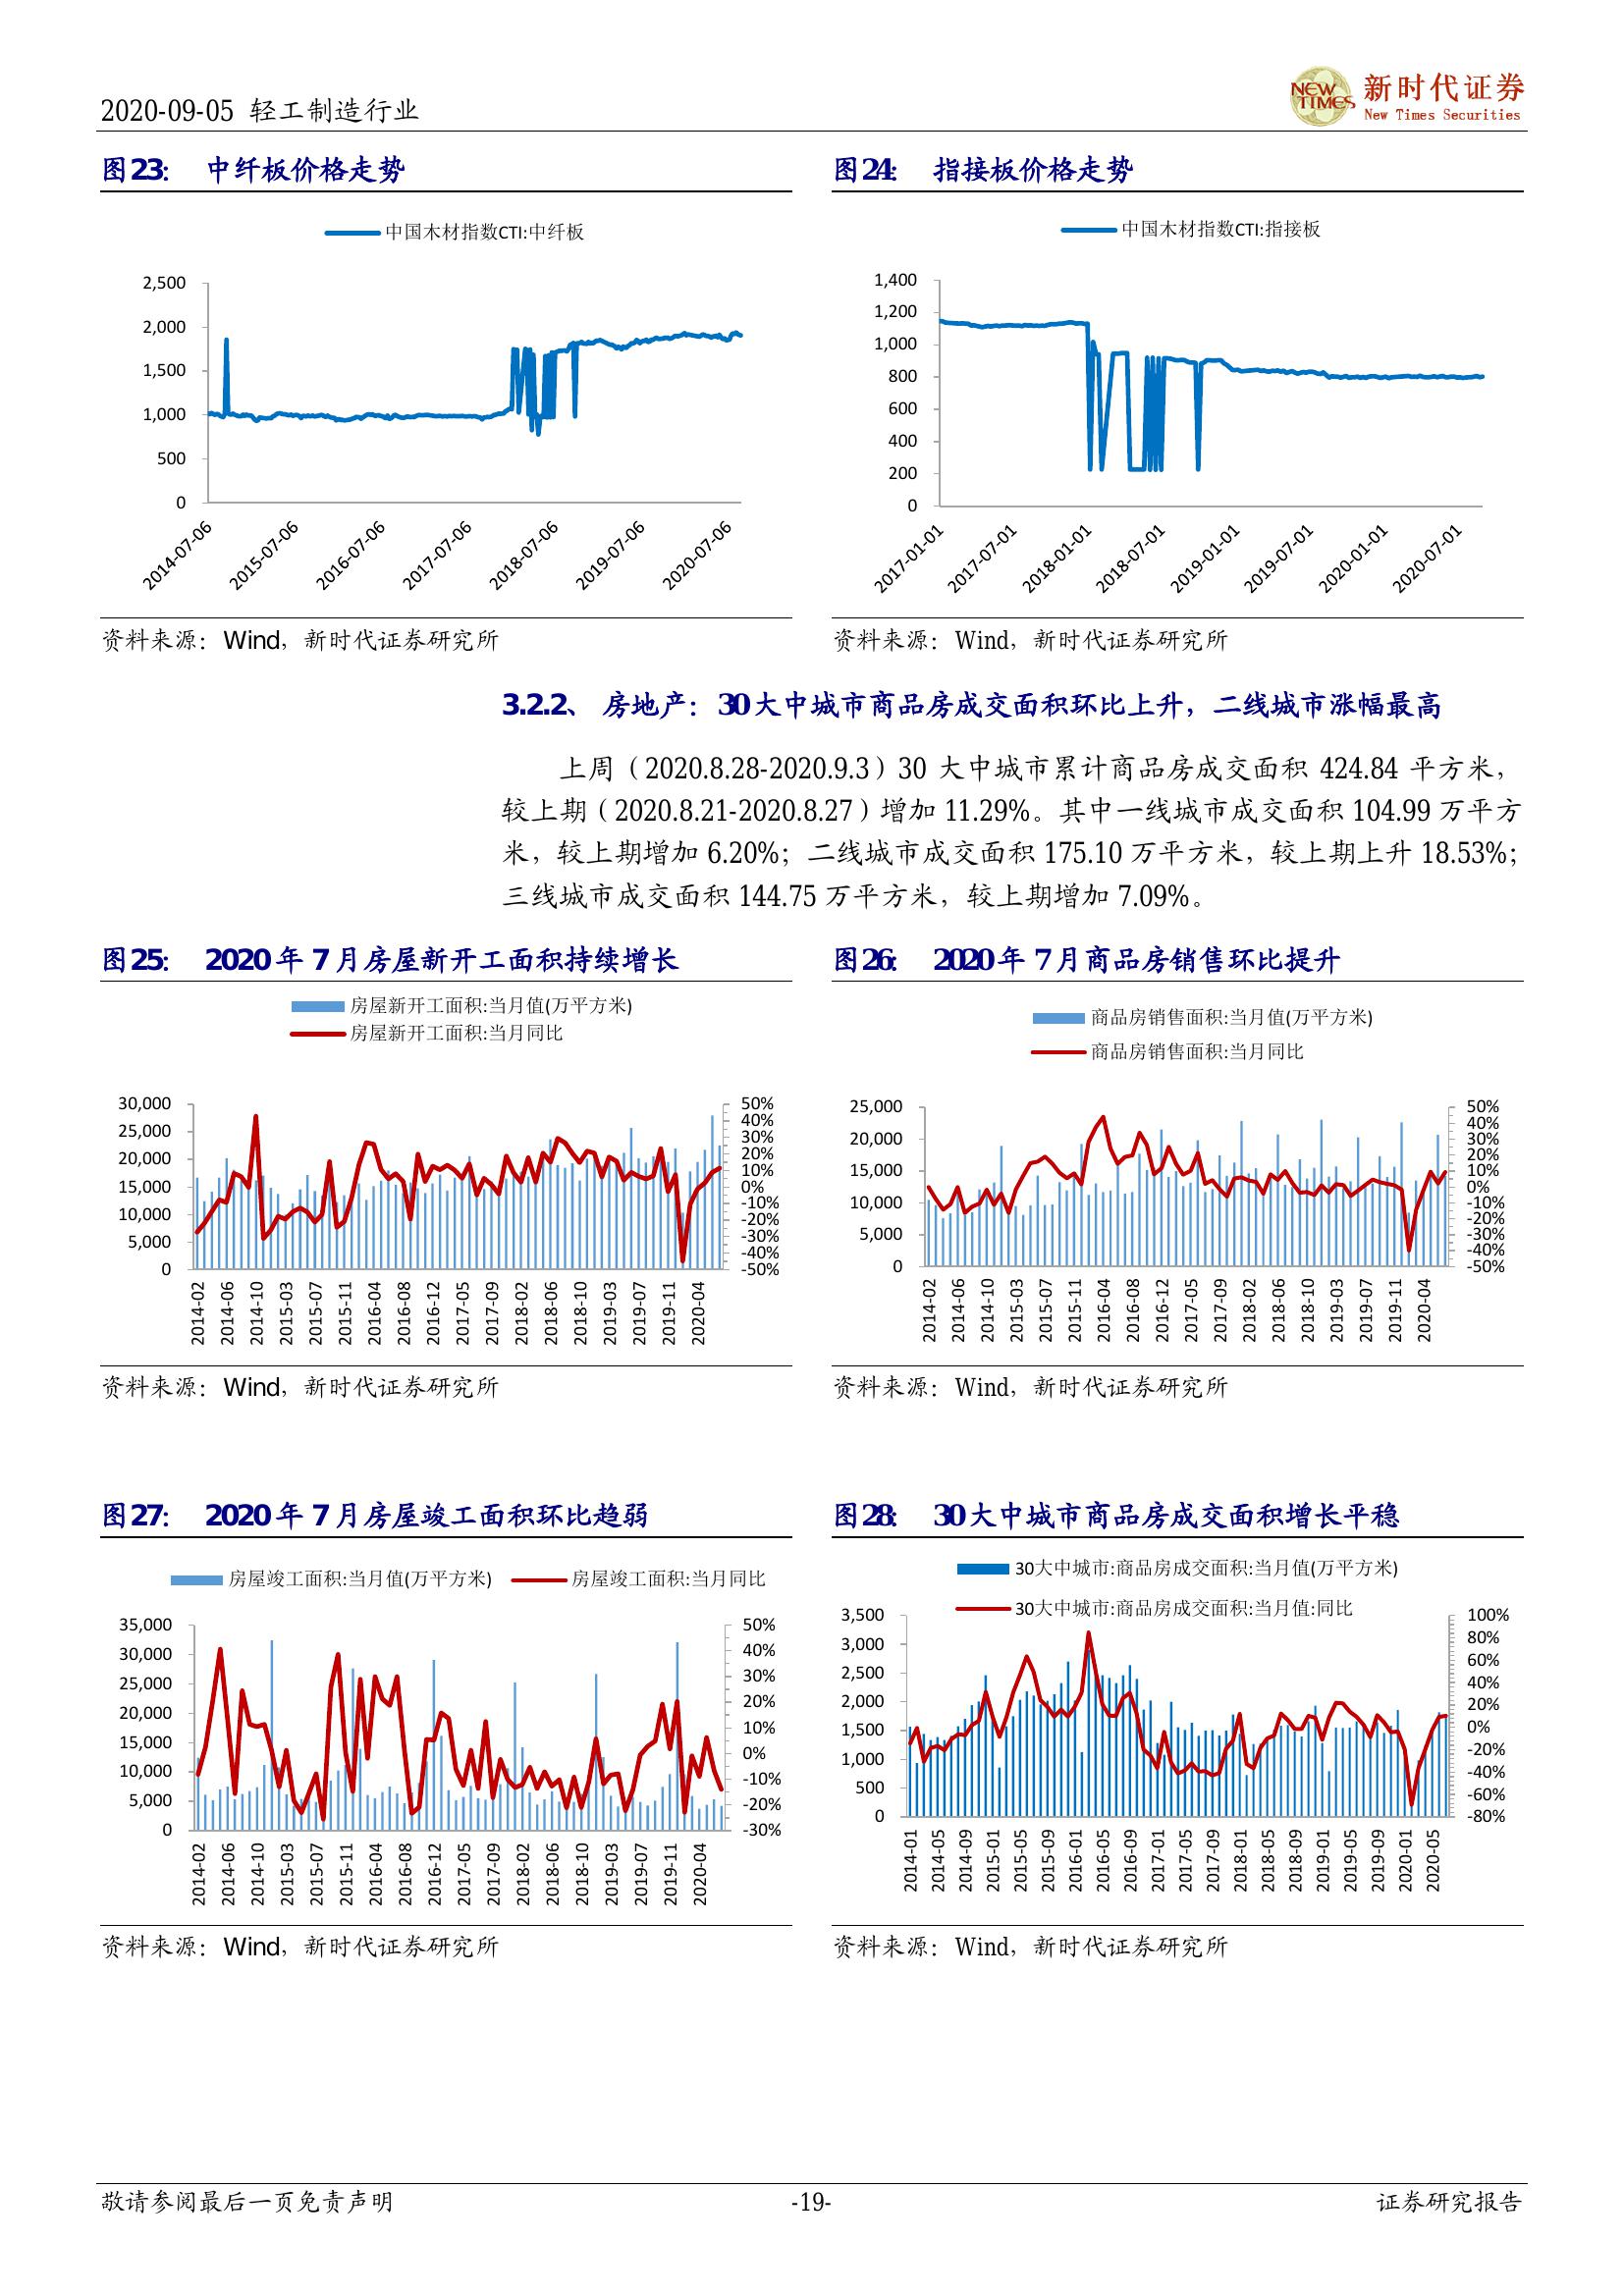 2020-09-05 轻工制造行业
NEW TIMES 新时代证券
New Times Securities
图23： 中纤板价格走势
中国木材指数CTI:中纤板
2,500
2,000
1,500
1,000
500
0
2014-07-06 2015-07-06 2016-07-06 2017-07-06 2018-07-06 2019-07-06 2020-07-06
资料来源：Wind，新时代证券研究所
图24： 指接板价格走势
中国木材指数CTI:指接板
1,400
1,200
1,000
800
600
400
200
0
2017-01-01 2017-07-01 2018-01-01 2018-07-01 2019-01-01 2019-07-01 2020-01-01 2020-07-01
资料来源：Wind，新时代证券研究所
3.2.2、 房地产：30大中城市商品房成交面积环比上升，二线城市涨幅最高
上周（2020.8.28-2020.9.3）30 大中城市累计商品房成交面积 424.84 平方米，
较上期（2020.8.21-2020.8.27）增加 11.29%。其中一线城市成交面积 104.99 万平方
米，较上期增加 6.20%；二线城市成交面积 175.10 万平方米，较上期上升 18.53%；
三线城市成交面积 144.75 万平方米，较上期增加 7.09%。
图25： 2020 年 7 月房屋新开工面积持续增长
房屋新开工面积:当月值(万平方米)
房屋新开工面积:当月同比
30,000
25,000
20,000
15,000
10,000
5,000
0
50%
40%
30%
20%
10%
0%
-10%
-20%
-30%
-40%
-50%
2014-02 2014-06 2014-10 2015-03 2015-07 2015-11 2016-04 2016-08 2016-12 2017-05 2017-09 2018-02 2018-06 2018-10 2019-03 2019-07 2019-11 2020-04
资料来源：Wind，新时代证券研究所
图26： 2020 年 7 月商品房销售环比提升
商品房销售面积:当月值(万平方米)
商品房销售面积:当月同比
25,000
20,000
15,000
10,000
5,000
0
50%
40%
30%
20%
10%
0%
-10%
-20%
-30%
-40%
-50%
2014-02 2014-06 2014-10 2015-03 2015-07 2015-11 2016-04 2016-08 2016-12 2017-05 2017-09 2018-02 2018-06 2018-10 2019-03 2019-07 2019-11 2020-04
资料来源：Wind，新时代证券研究所
图27： 2020 年 7 月房屋竣工面积环比趋弱
房屋竣工面积:当月值(万平方米) 房屋竣工面积:当月同比
35,000
30,000
25,000
20,000
15,000
10,000
5,000
0
50%
40%
30%
20%
10%
0%
-10%
-20%
-30%
2014-02 2014-06 2014-10 2015-03 2015-07 2015-11 2016-04 2016-08 2016-12 2017-05 2017-09 2018-02 2018-06 2018-10 2019-03 2019-07 2019-11 2020-04
资料来源：Wind，新时代证券研究所
图28： 30大中城市商品房成交面积增长平稳
30大中城市:商品房成交面积:当月值(万平方米)
30大中城市:商品房成交面积:当月值:同比
3,500
3,000
2,500
2,000
1,500
1,000
500
0
100%
80%
60%
40%
20%
0%
-20%
-40%
-60%
-80%
2014-01 2014-05 2014-09 2015-01 2015-05 2015-09 2016-01 2016-05 2016-09 2017-01 2017-05 2017-09 2018-01 2018-05 2018-09 2019-01 2019-05 2019-09 2020-01 2020-05
资料来源：Wind，新时代证券研究所
敬请参阅最后一页免责声明 -19- 证券研究报告